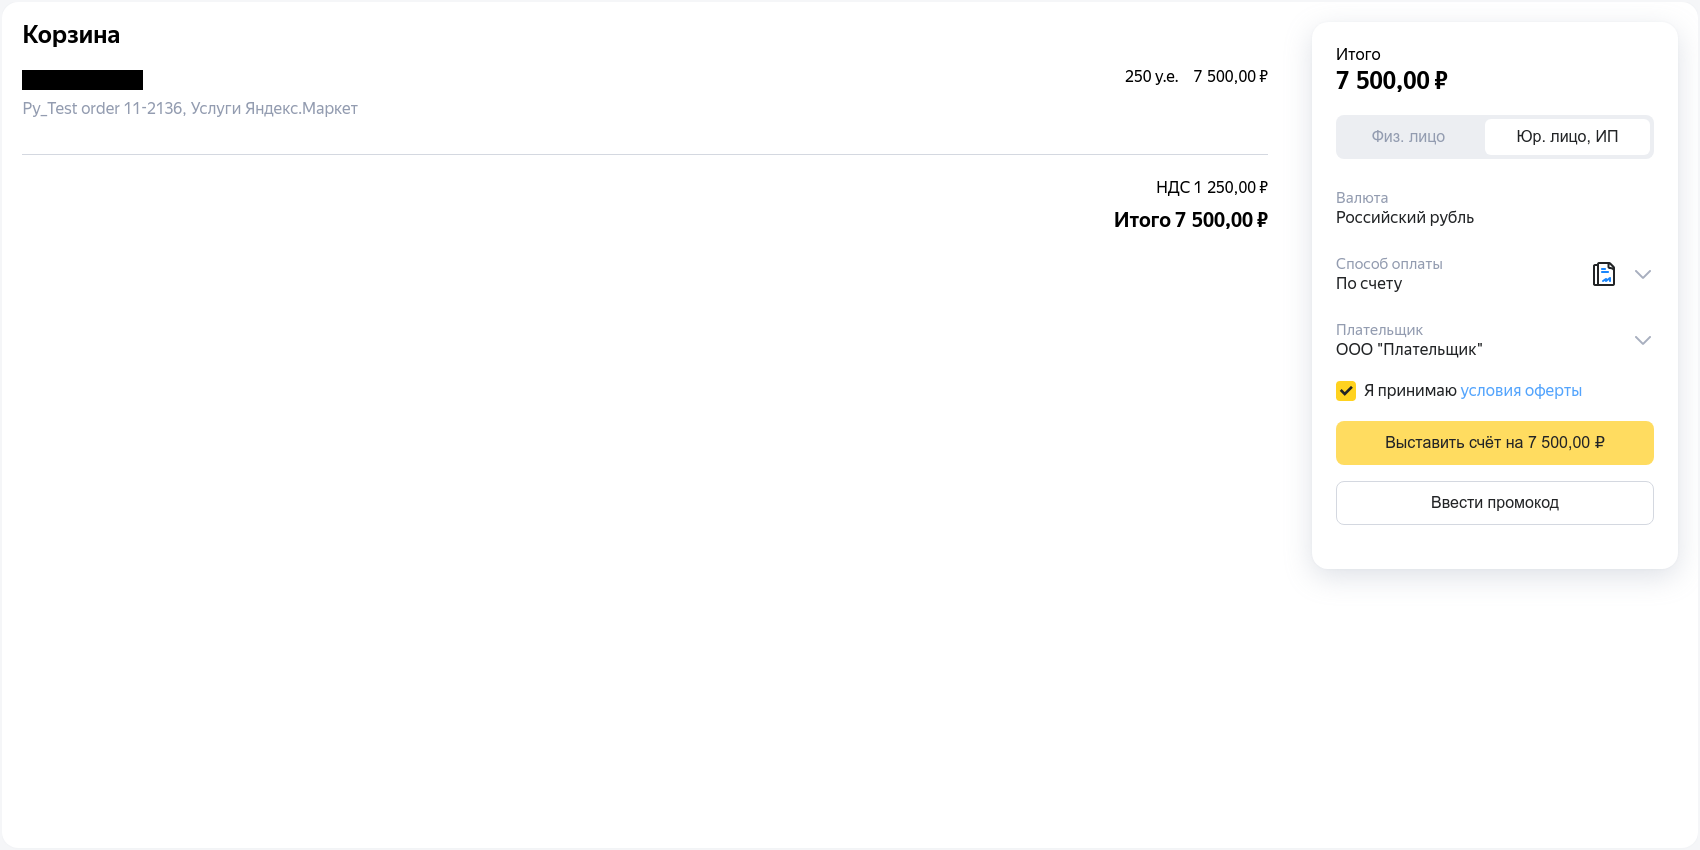 Корзина
250 у.е. 7 500,00 ₽
Py_Test order 11-2136, Услуги Яндекс.Маркет
НДС 1 250,00 ₽
Итого 7 500,00 ₽
Итого
7 500,00 ₽
Физ. лицо Юр. лицо, ИП
Валюта
Российский рубль
Способ оплаты
По счету
Плательщик
ООО "Плательщик"
Я принимаю условия оферты
Выставить счёт на 7 500,00 ₽
Ввести промокод